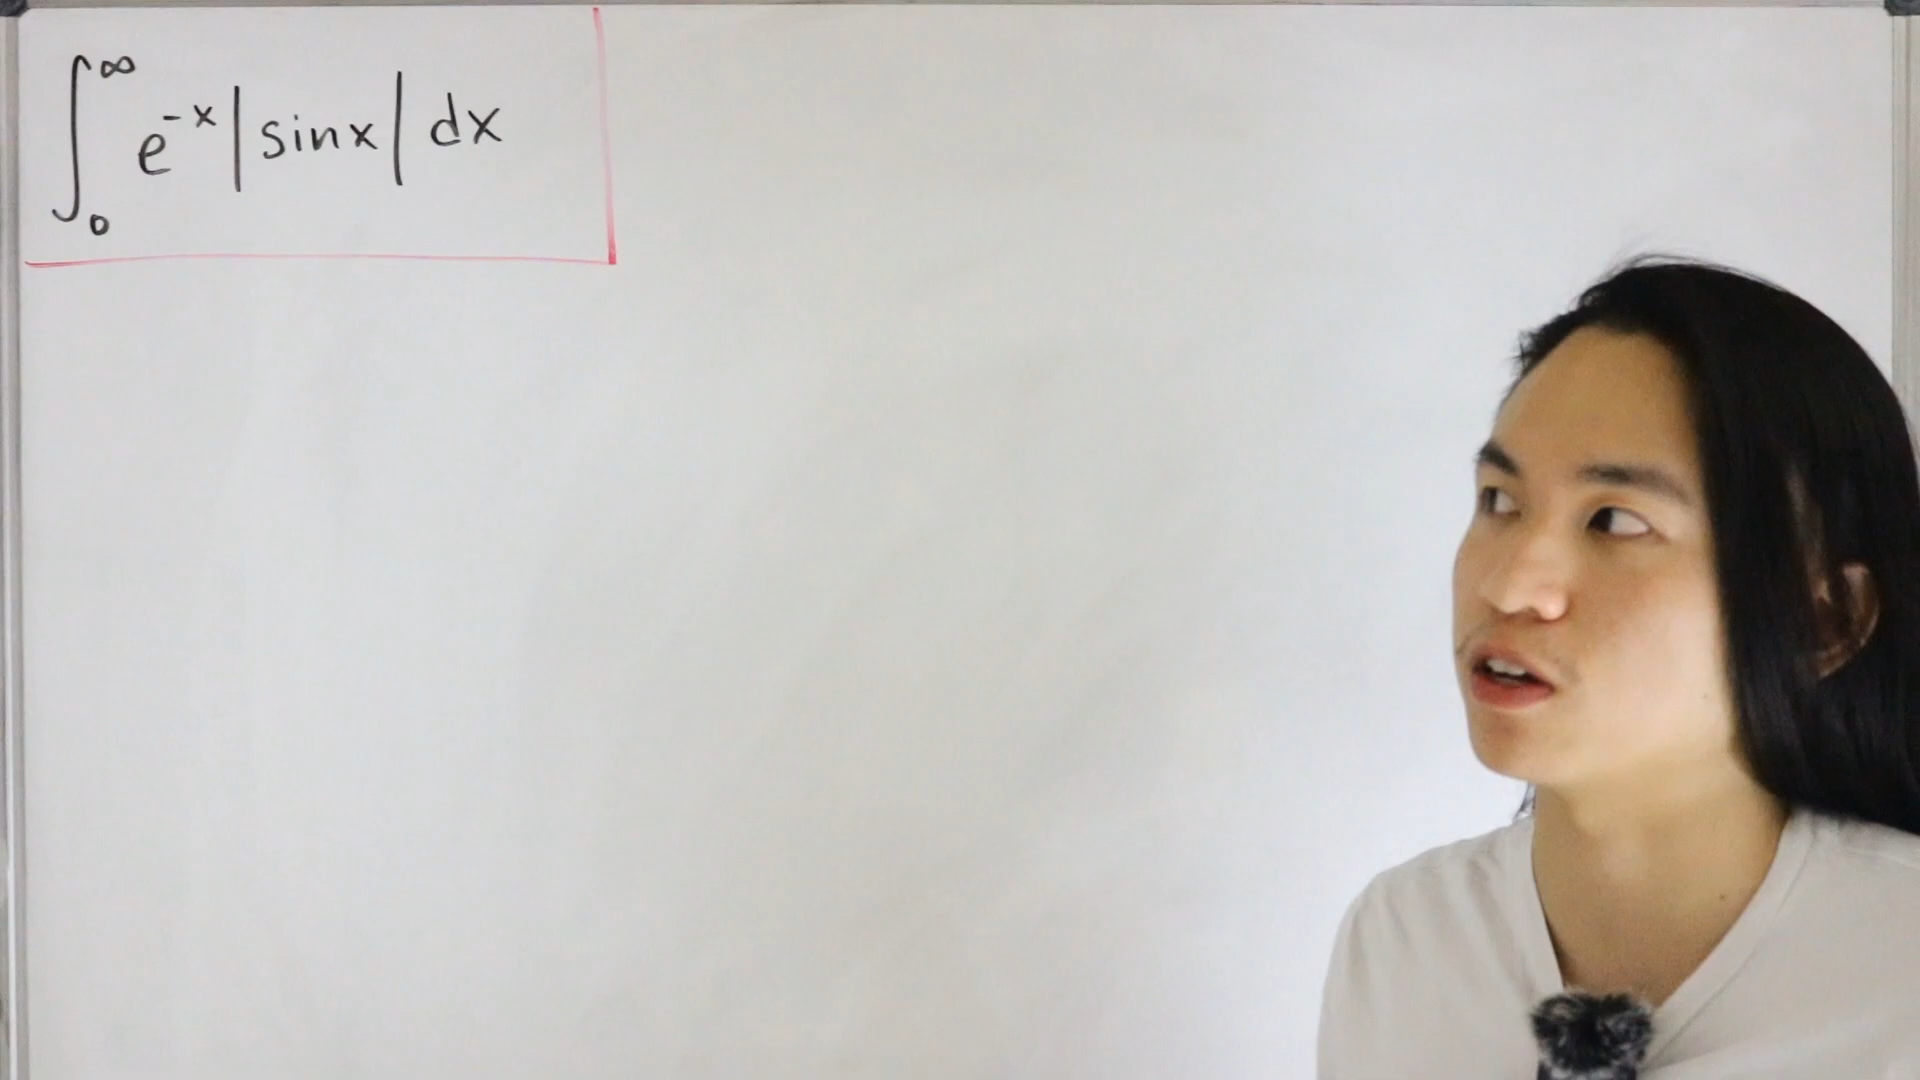 ∫₀^∞ e^{-x} |sinx| dx